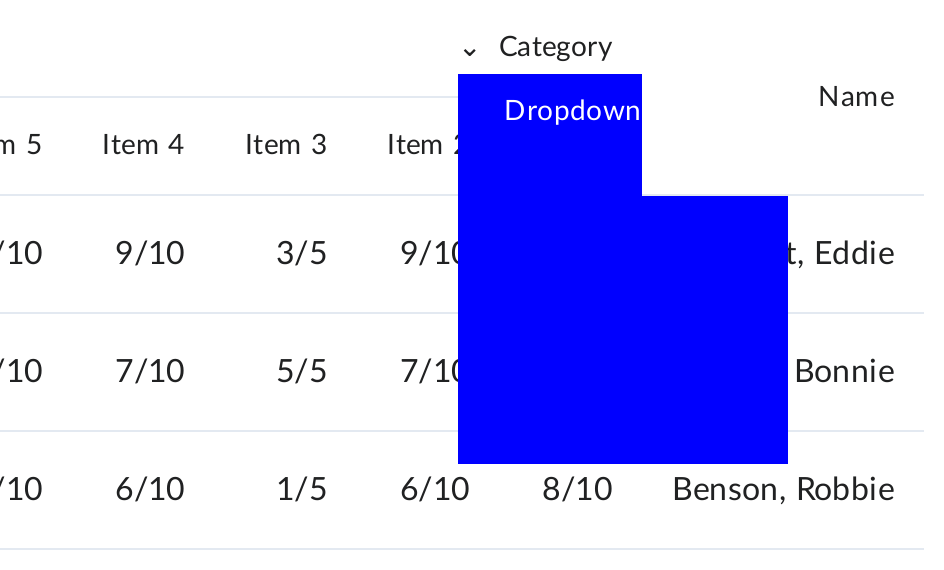 ⌄ Category
Name
Dropdown
5 Item 4 Item 3 Item
/10 9/10 3/5 9/10 Eddie
/10 7/10 5/5 7/10 Bonnie
/10 6/10 1/5 6/10 8/10 Benson, Robbie